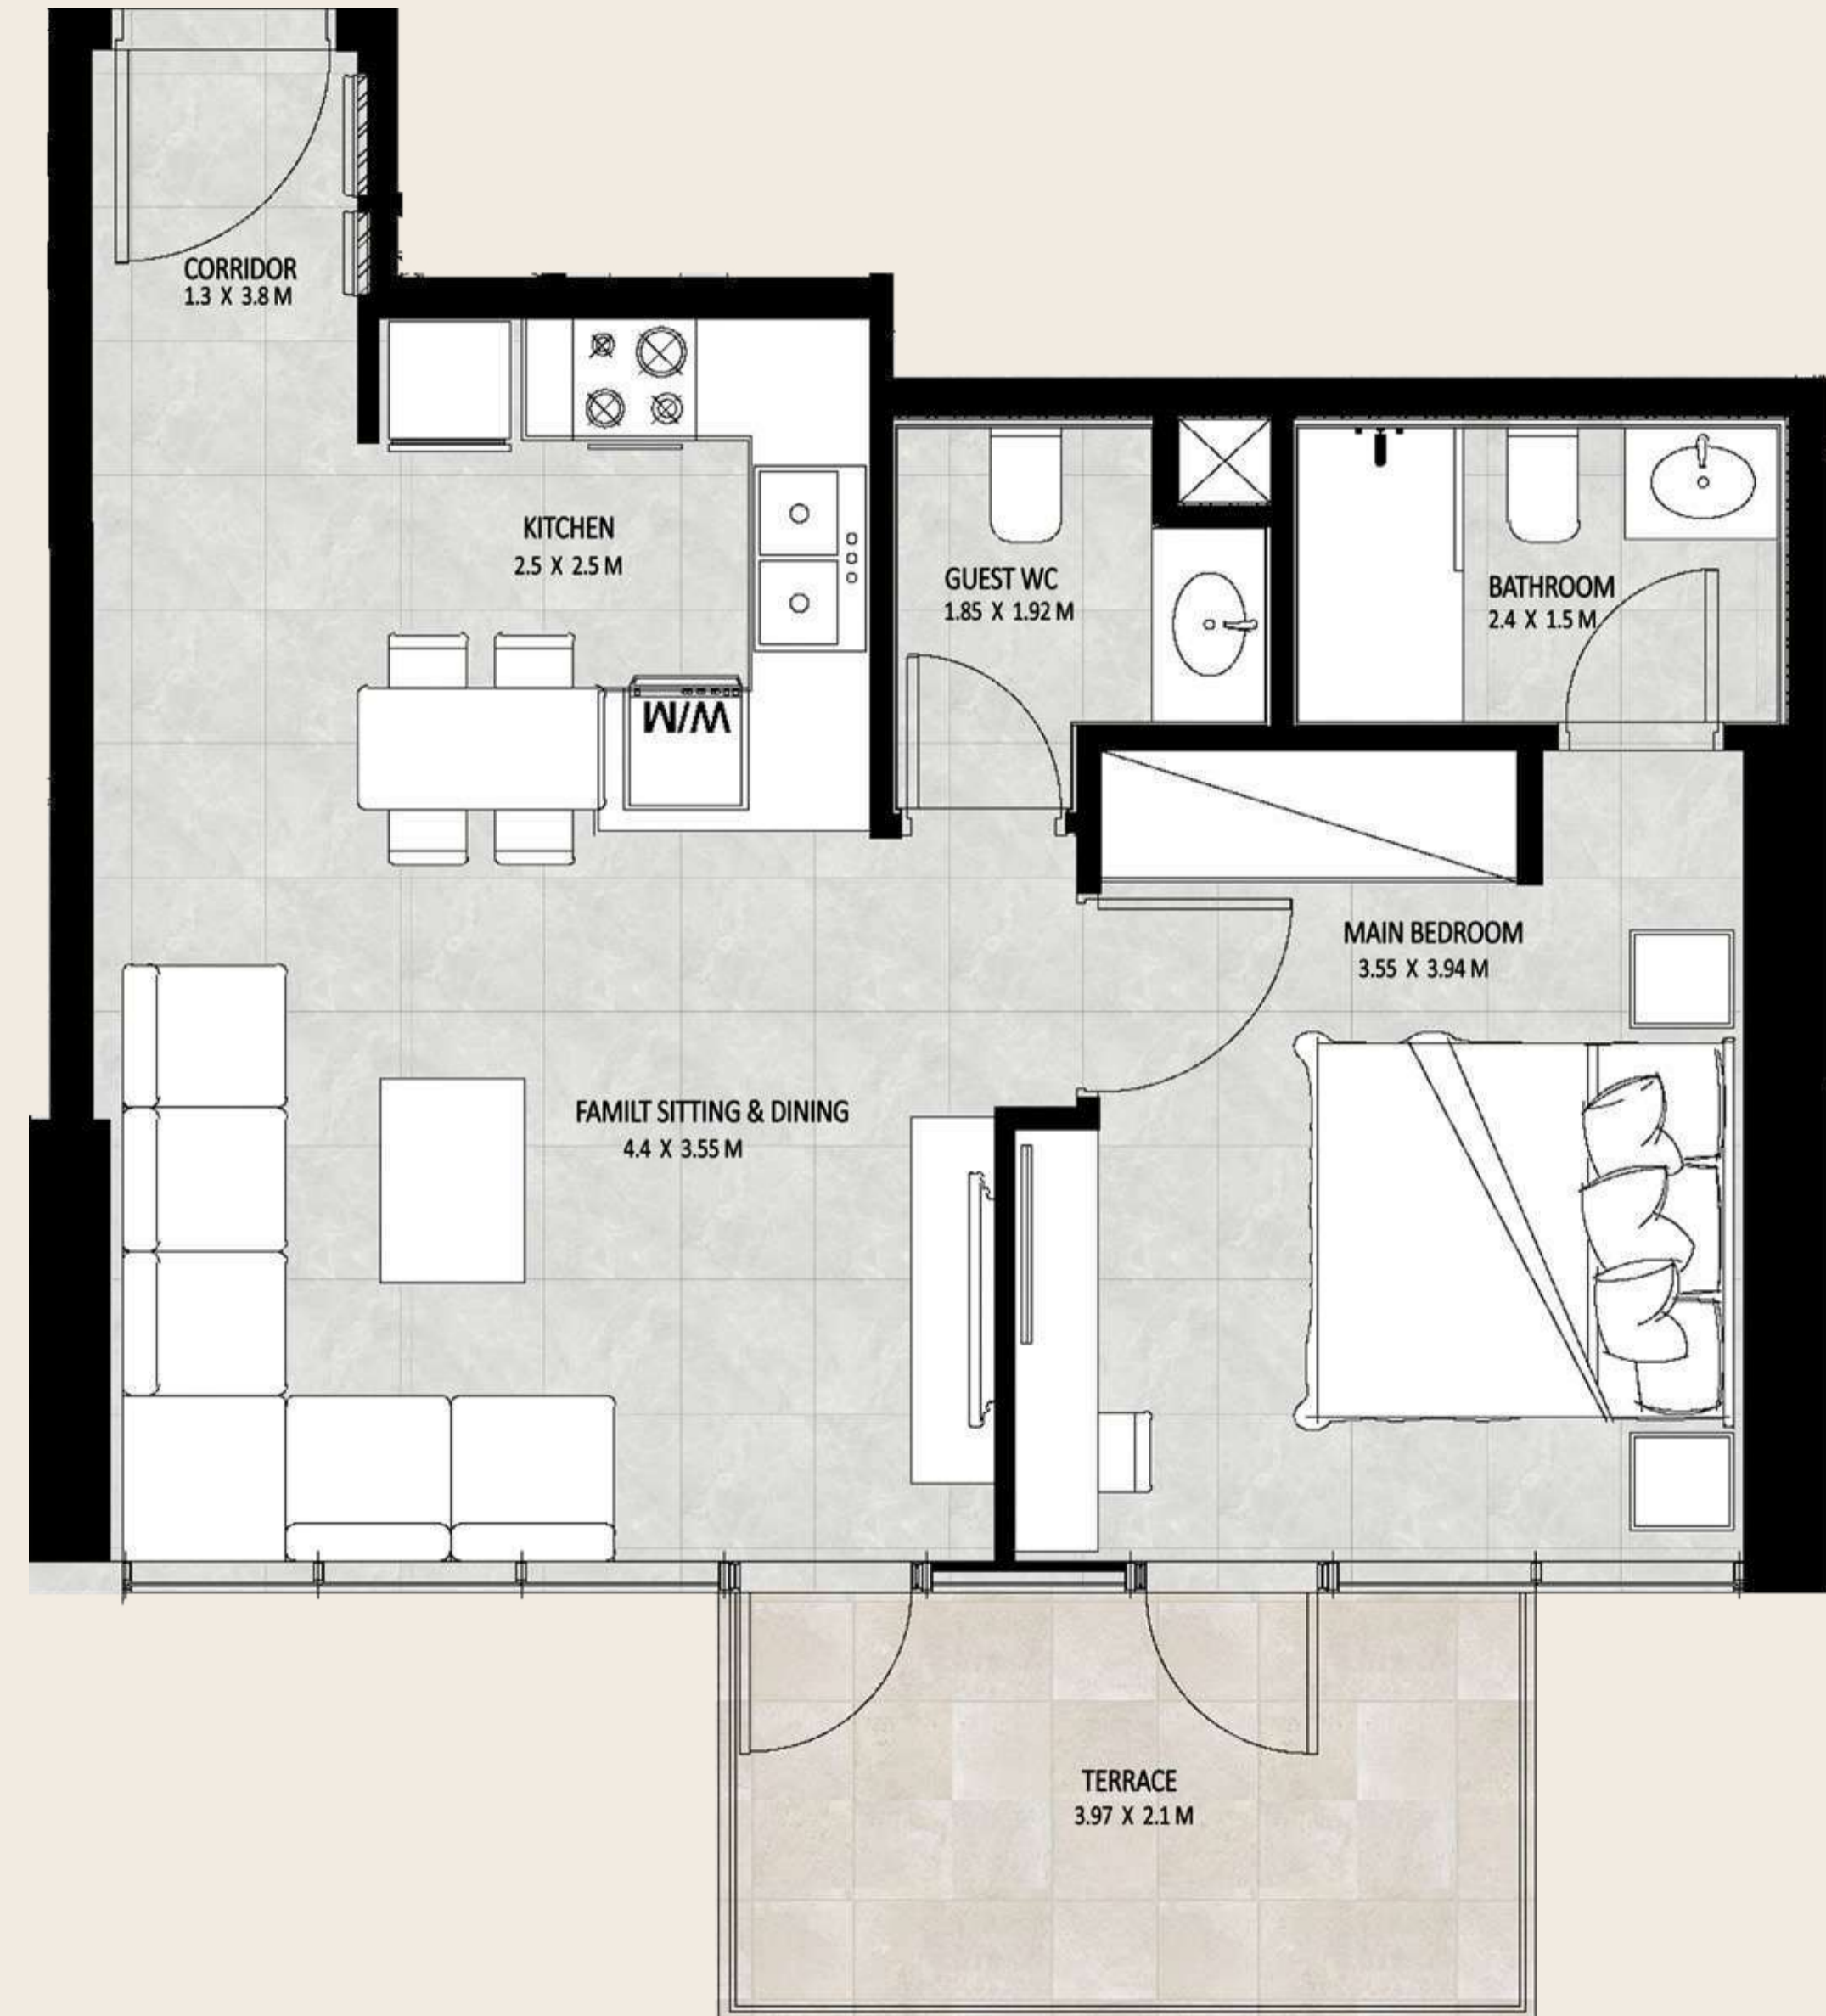 CORRIDOR
1.3 X 3.8 M
KITCHEN
2.5 X 2.5 M
GUEST WC
1.85 X 1.92 M
BATHROOM
2.4 X 1.5 M
W/M
MAIN BEDROOM
3.55 X 3.94 M
FAMILT SITTING & DINING
4.4 X 3.55 M
TERRACE
3.97 X 2.1 M